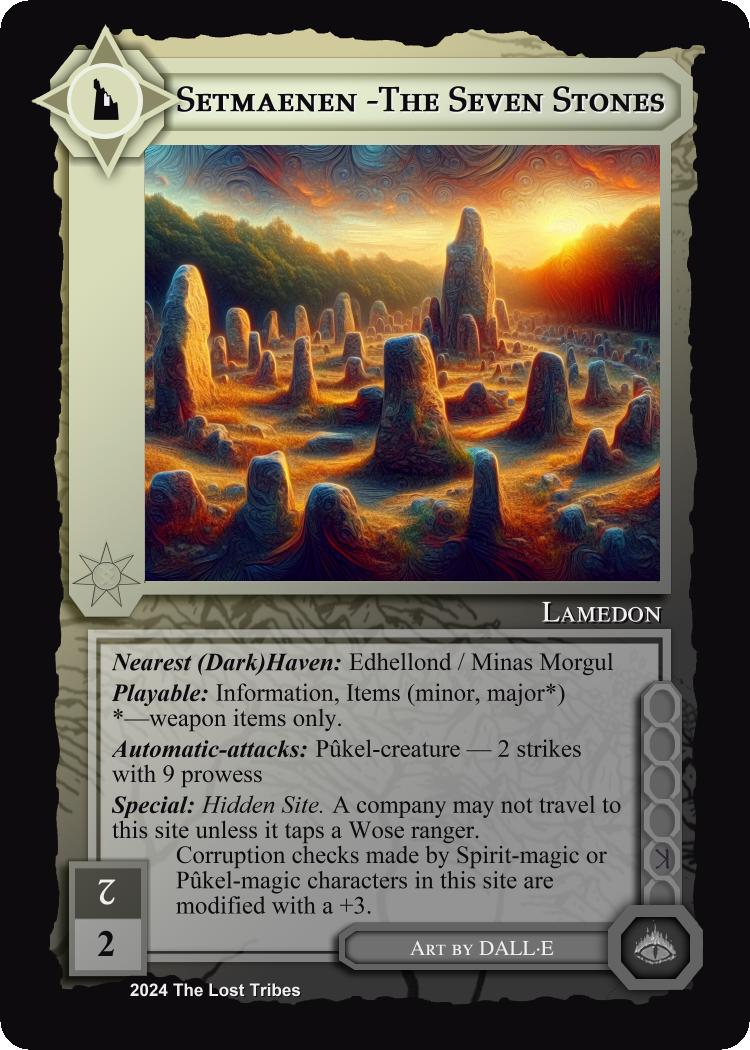 Setmaenen -The Seven Stones
Lamedon
Nearest (Dark)Haven: Edhellond / Minas Morgul
Playable: Information, Items (minor, major*)
*—weapon items only.
Automatic-attacks: Pûkel-creature — 2 strikes
with 9 prowess
Special: Hidden Site. A company may not travel to
this site unless it taps a Wose ranger.
Corruption checks made by Spirit-magic or
Pûkel-magic characters in this site are
modified with a +3.
2
2
Art by DALL·E
2024 The Lost Tribes